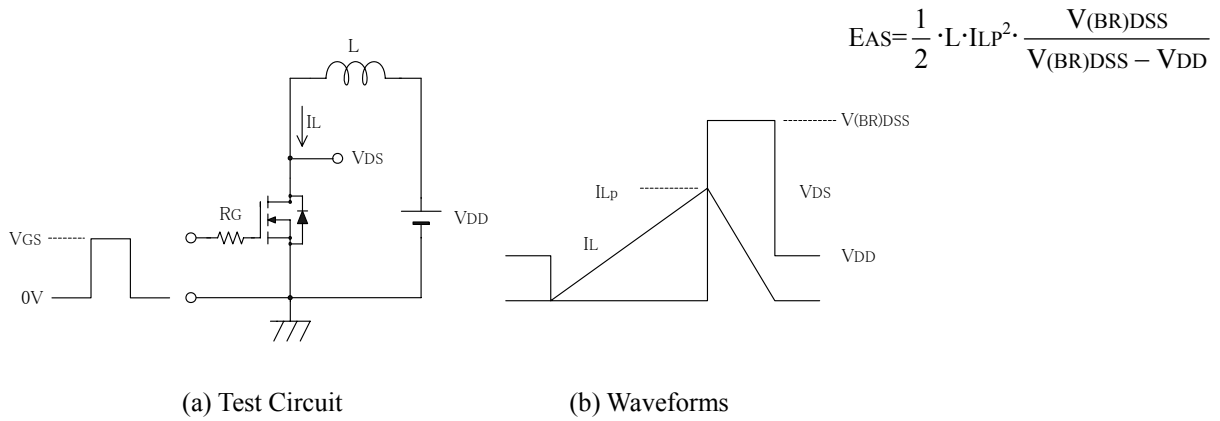 EAS=1/2 ·L·ILP²· V(BR)DSS/V(BR)DSS – VDD
L
IL
VDS
RG
VDD
VGS
0V
V(BR)DSS
ILp
VDS
IL
VDD
(a) Test Circuit
(b) Waveforms